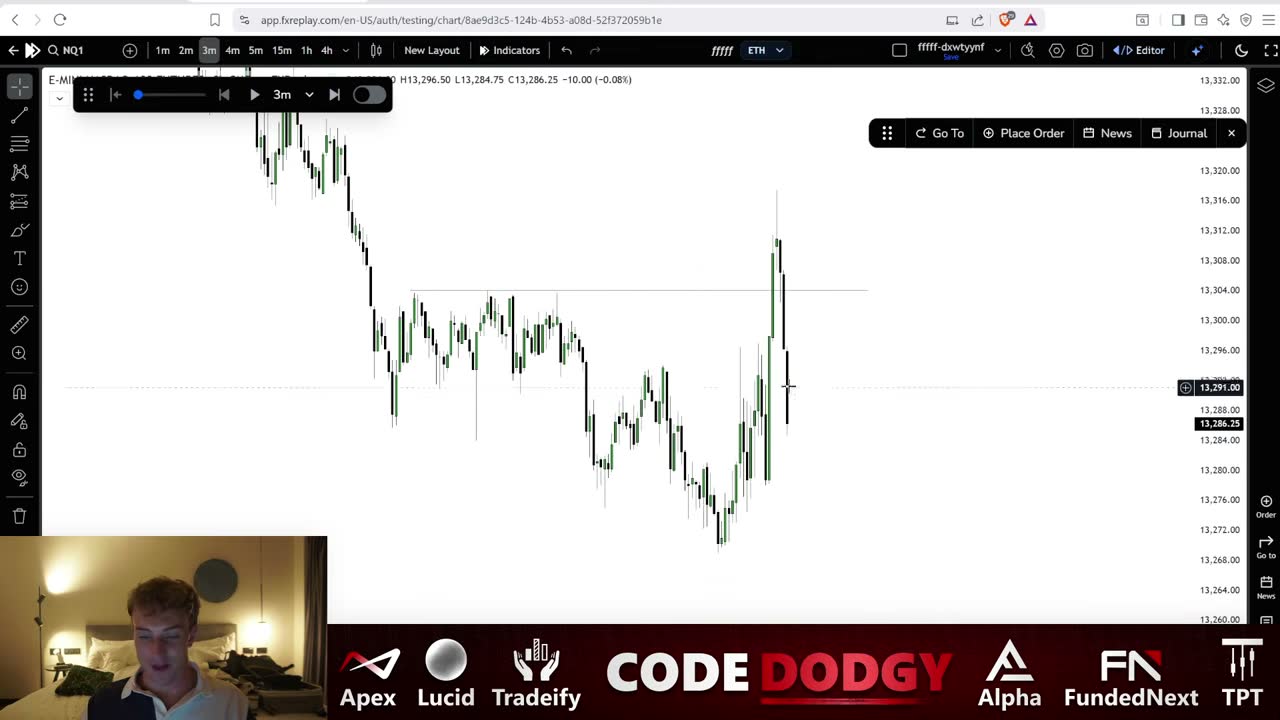 app.fxreplay.com/en-US/auth/testing/chart/8ae9d3c5-124b-4b53-a08d-52f372059b1e
NQ1 1m 2m 3m 4m 5m 15m 1h 4h New Layout Indicators fffff ETH fffff-dxwtyynf Save Editor
H13,296.50 L13,284.75 C13,286.25 −10.00 (−0.08%)
3m
Go To Place Order News Journal
13,332.00
13,328.00
13,320.00
13,316.00
13,312.00
13,308.00
13,304.00
13,300.00
13,296.00
13,291.00
13,288.00
13,286.25
13,284.00
13,280.00
13,276.00
13,272.00
13,268.00
13,264.00
13,260.00
Order
Go to
News
CODE DODGY
Apex Lucid Tradeify Alpha FundedNext TPT